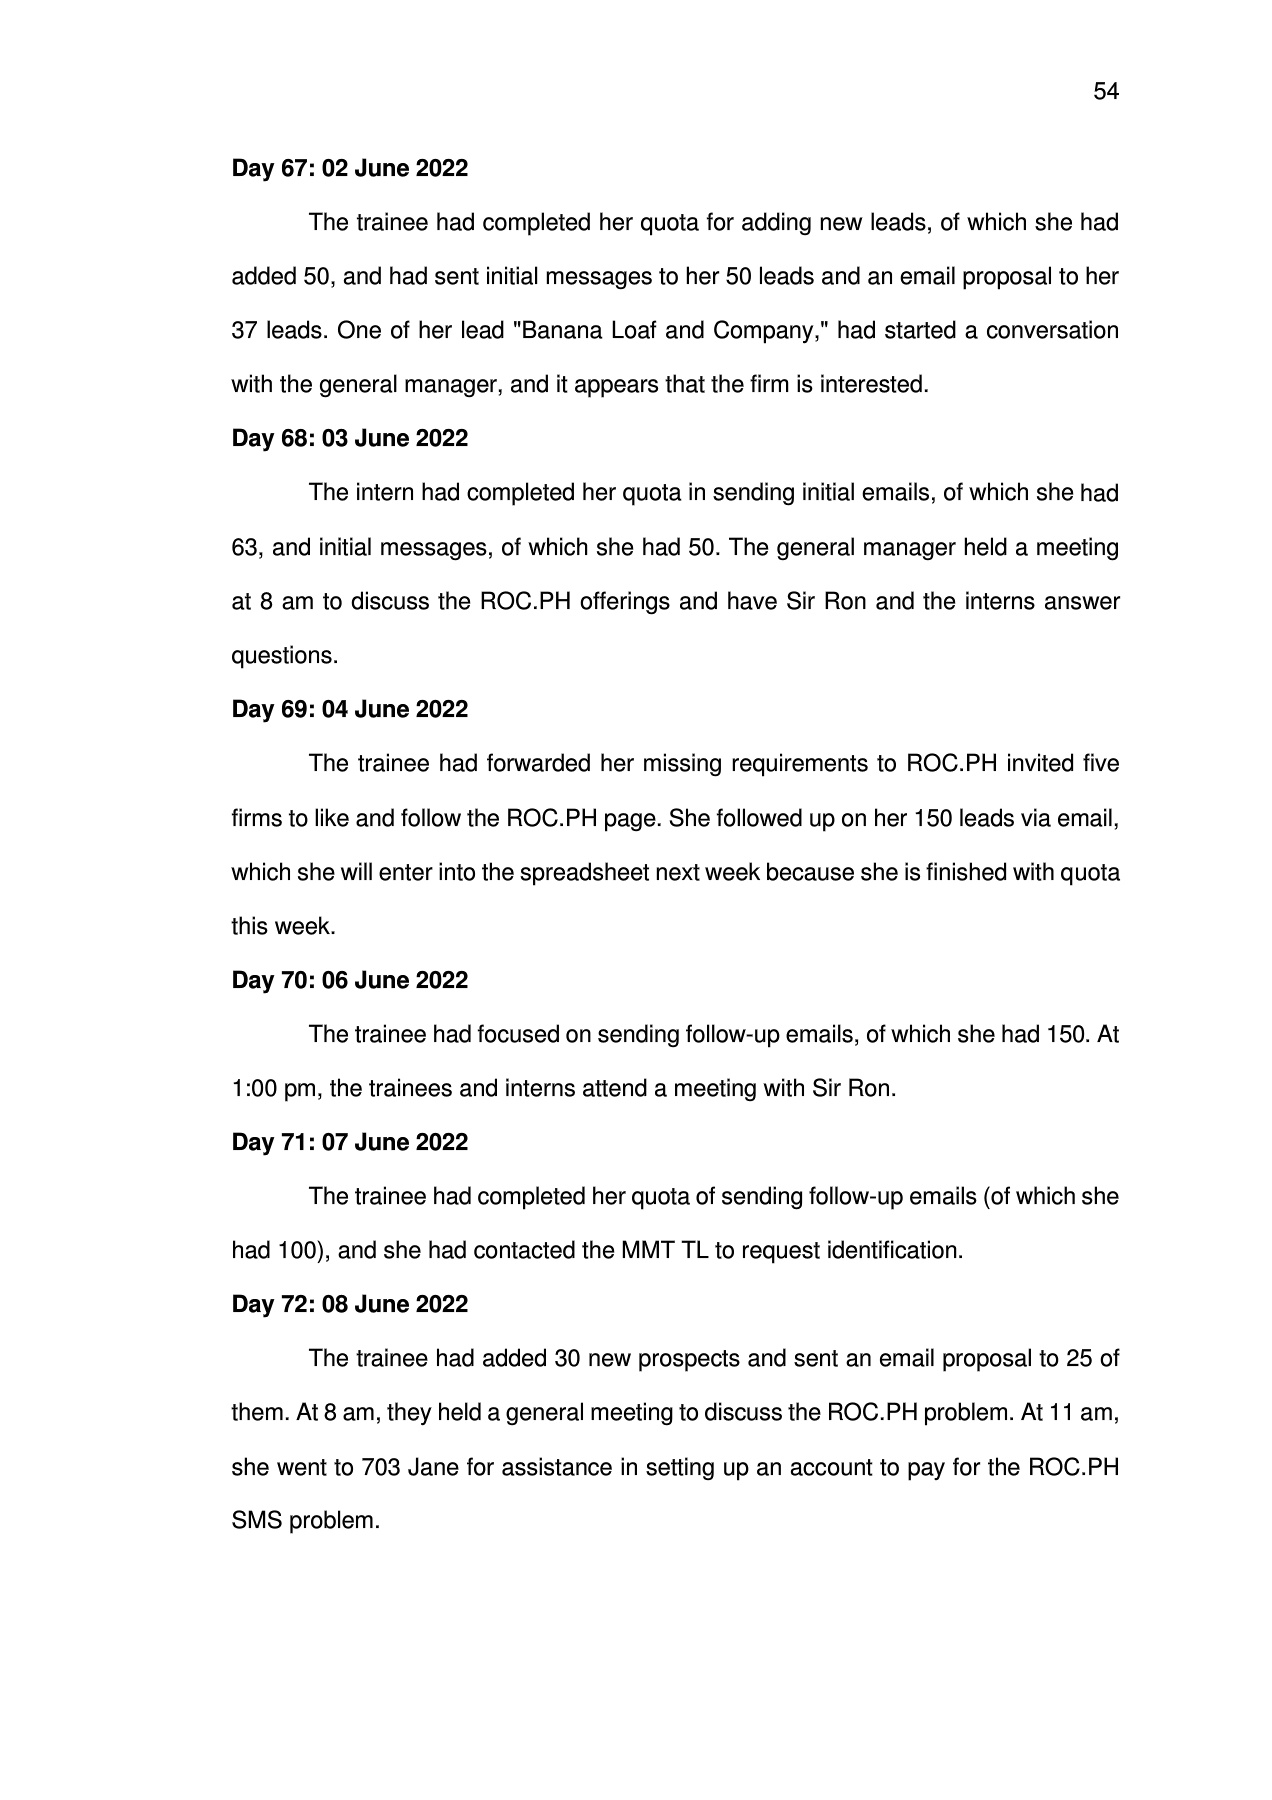 54
Day 67: 02 June 2022
The trainee had completed her quota for adding new leads, of which she had
added 50, and had sent initial messages to her 50 leads and an email proposal to her
37 leads. One of her lead "Banana Loaf and Company," had started a conversation
with the general manager, and it appears that the firm is interested.
Day 68: 03 June 2022
The intern had completed her quota in sending initial emails, of which she had
63, and initial messages, of which she had 50. The general manager held a meeting
at 8 am to discuss the ROC.PH offerings and have Sir Ron and the interns answer
questions.
Day 69: 04 June 2022
The trainee had forwarded her missing requirements to ROC.PH invited five
firms to like and follow the ROC.PH page. She followed up on her 150 leads via email,
which she will enter into the spreadsheet next week because she is finished with quota
this week.
Day 70: 06 June 2022
The trainee had focused on sending follow-up emails, of which she had 150. At
1:00 pm, the trainees and interns attend a meeting with Sir Ron.
Day 71: 07 June 2022
The trainee had completed her quota of sending follow-up emails (of which she
had 100), and she had contacted the MMT TL to request identification.
Day 72: 08 June 2022
The trainee had added 30 new prospects and sent an email proposal to 25 of
them. At 8 am, they held a general meeting to discuss the ROC.PH problem. At 11 am,
she went to 703 Jane for assistance in setting up an account to pay for the ROC.PH
SMS problem.